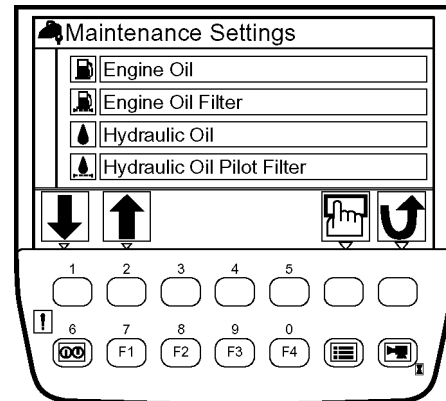 Maintenance Settings
Engine Oil
Engine Oil Filter
Hydraulic Oil
Hydraulic Oil Pilot Filter
1 2 3 4 5
! 6 7 8 9 0
F1 F2 F3 F4